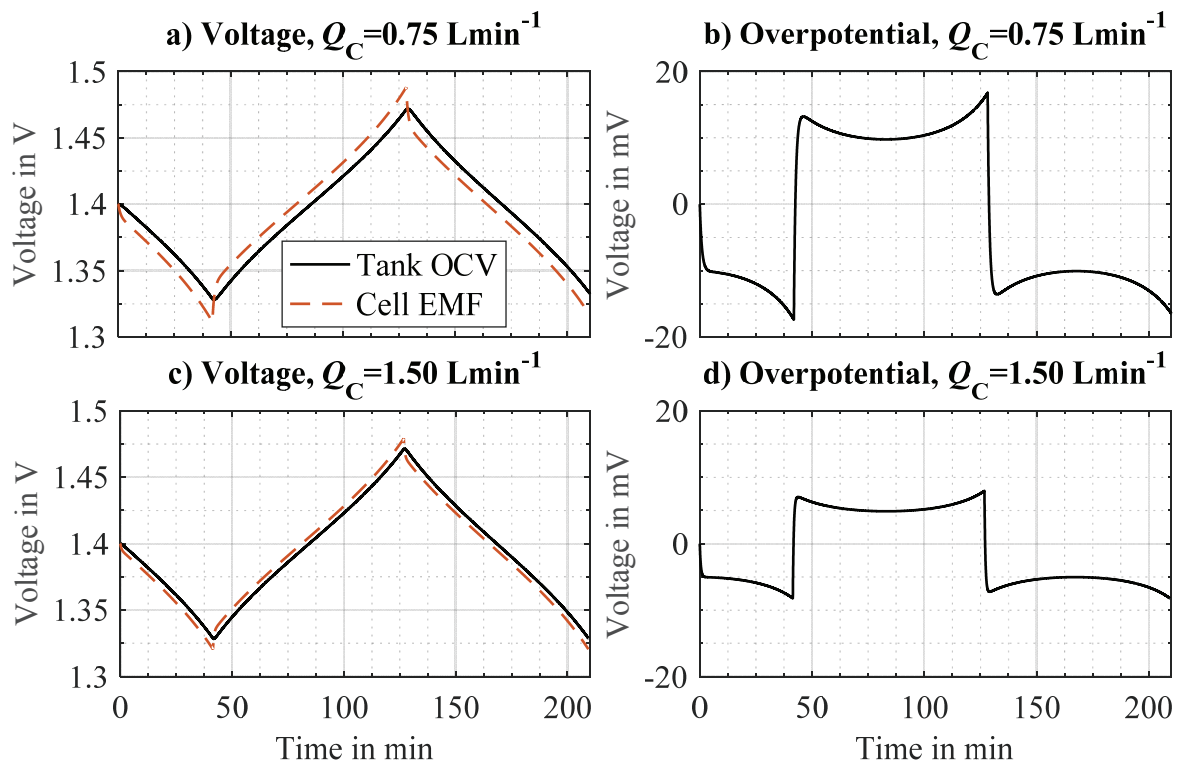 a) Voltage, Q_C=0.75 Lmin⁻¹
1.5
1.45
1.4
1.35
1.3
Voltage in V
Tank OCV
Cell EMF
b) Overpotential, Q_C=0.75 Lmin⁻¹
20
0
-20
Voltage in mV
c) Voltage, Q_C=1.50 Lmin⁻¹
1.5
1.45
1.4
1.35
1.3
Voltage in V
0 50 100 150 200
Time in min
d) Overpotential, Q_C=1.50 Lmin⁻¹
20
0
-20
Voltage in mV
0 50 100 150 200
Time in min